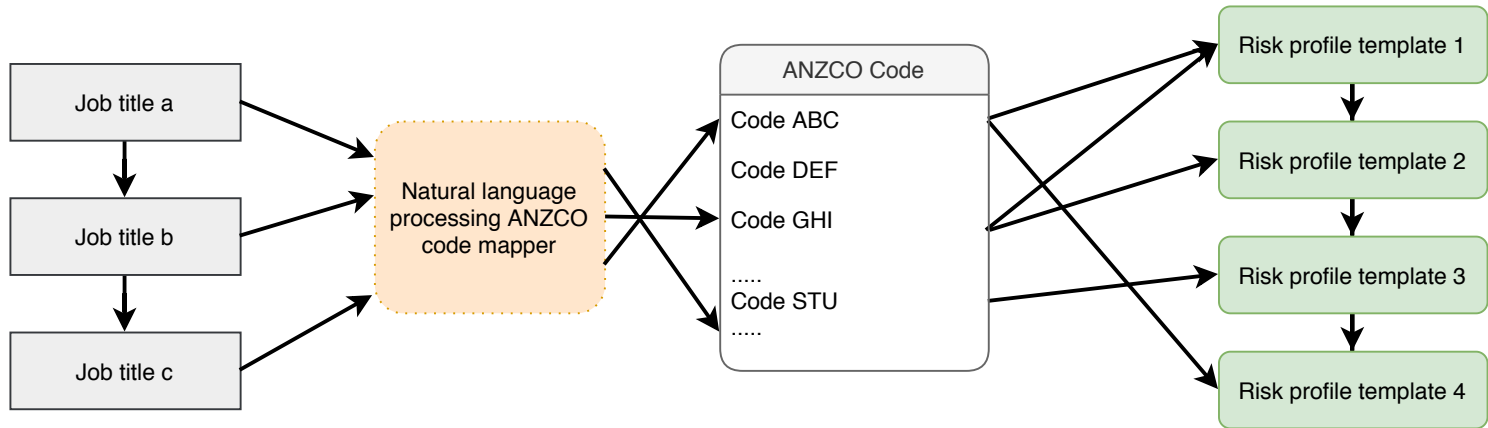 Job title a
Job title b
Job title c
Natural language
processing ANZCO
code mapper
ANZCO Code
Code ABC
Code DEF
Code GHI
.....
Code STU
.....
Risk profile template 1
Risk profile template 2
Risk profile template 3
Risk profile template 4